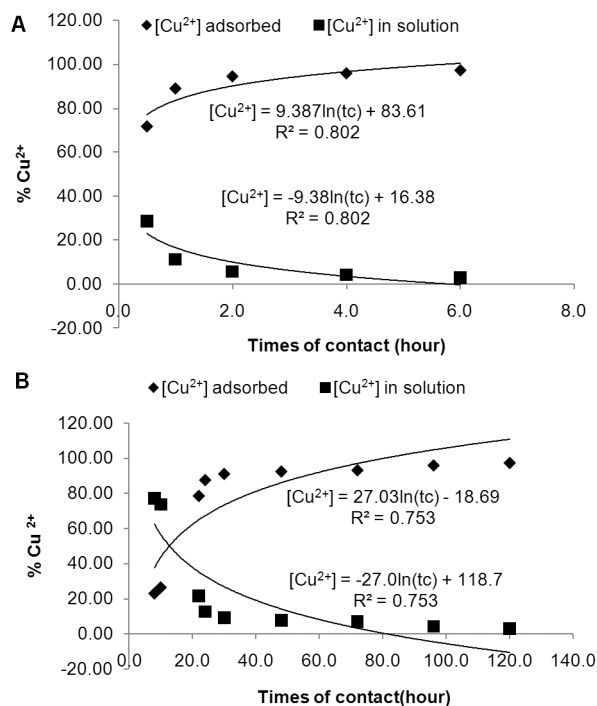 A
[Cu²⁺] adsorbed [Cu²⁺] in solution
120.00
100.00
80.00
60.00
40.00
20.00
0.00
-20.00
% Cu²⁺
[Cu²⁺] = 9.387ln(tc) + 83.61
R² = 0.802
[Cu²⁺] = -9.38ln(tc) + 16.38
R² = 0.802
0.0 2.0 4.0 6.0 8.0
Times of contact (hour)
B
[Cu²⁺] adsorbed [Cu²⁺] in solution
120.00
100.00
80.00
60.00
40.00
20.00
0.00
-20.00
% Cu ²⁺
[Cu²⁺] = 27.03ln(tc) - 18.69
R² = 0.753
[Cu²⁺] = -27.0ln(tc) + 118.7
R² = 0.753
0.0 20.0 40.0 60.0 80.0 100.0 120.0 140.0
Times of contact(hour)